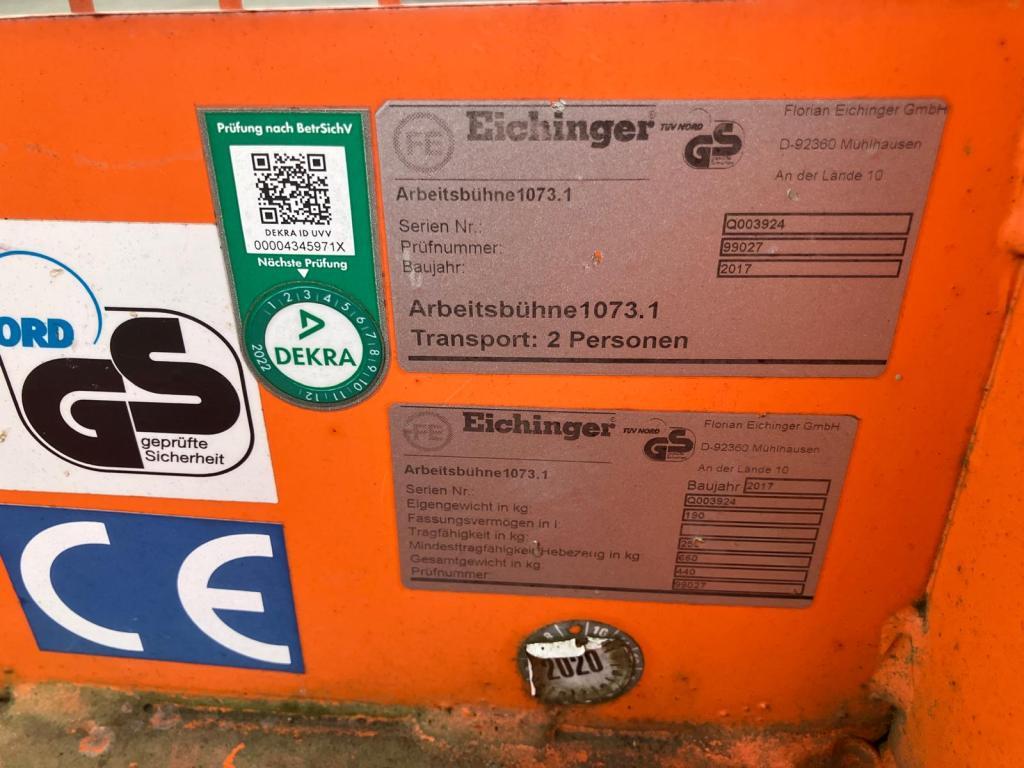 Prüfung nach BetrSichV
DEKRA ID UVV
00004345971X
Nächste Prüfung
1 2 3 4 5 6 7 8 9 10 11 12
DEKRA
2022
FE Eichinger
TÜV NORD
GS
Florian Eichinger GmbH
D-92360 Mühlhausen
An der Lände 10
Arbeitsbühne1073.1
Serien Nr.: Q003924
Prüfnummer: 99027
Baujahr: 2017
Arbeitsbühne1073.1
Transport: 2 Personen
ORD
GS
geprüfte
Sicherheit
FE Eichinger
TÜV NORD
GS
Florian Eichinger GmbH
D-92360 Mühlhausen
An der Lände 10
Arbeitsbühne1073.1
Baujahr 2017
Serien Nr.: Q003924
Eigengewicht in kg: 190
Fassungsvermögen in l:
Tragfähigkeit in kg:
Mindesttragfähigkeit Hebezeug in kg 660
Gesamtgewicht in kg: 440
Prüfnummer: 99027
CE
2020